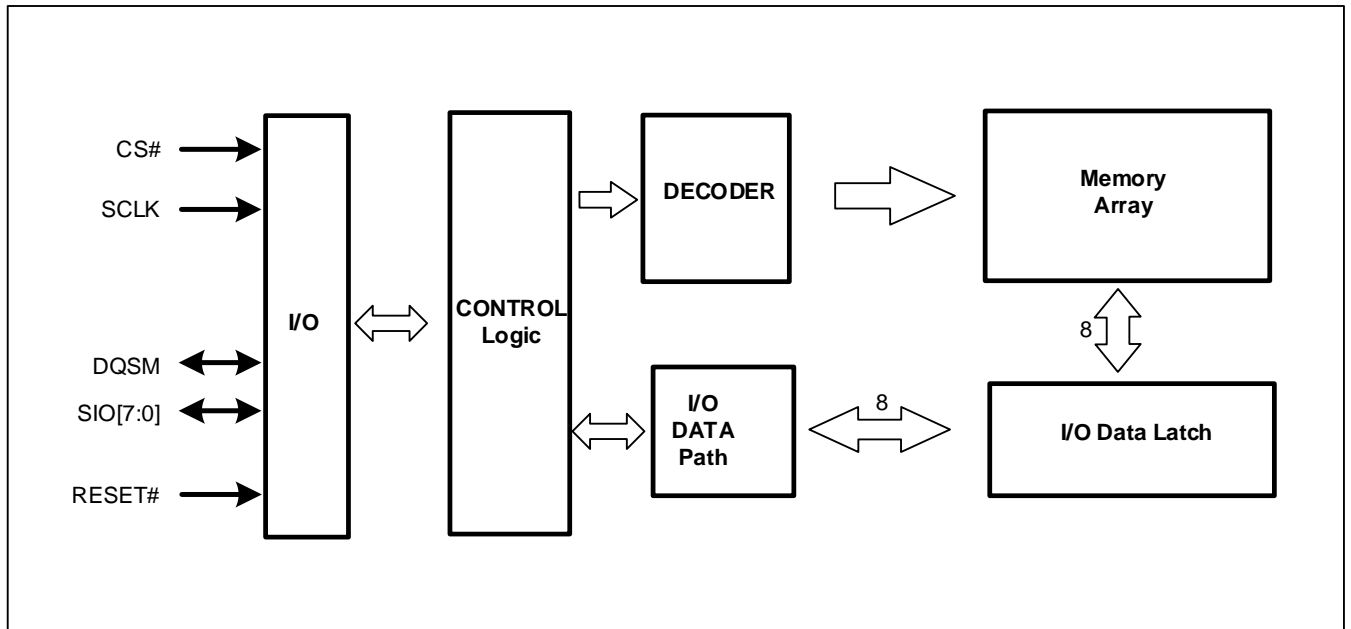 CS#
SCLK
DQSM
SIO[7:0]
RESET#
I/O
CONTROL
Logic
DECODER
I/O
DATA
Path
8
Memory
Array
8
I/O Data Latch